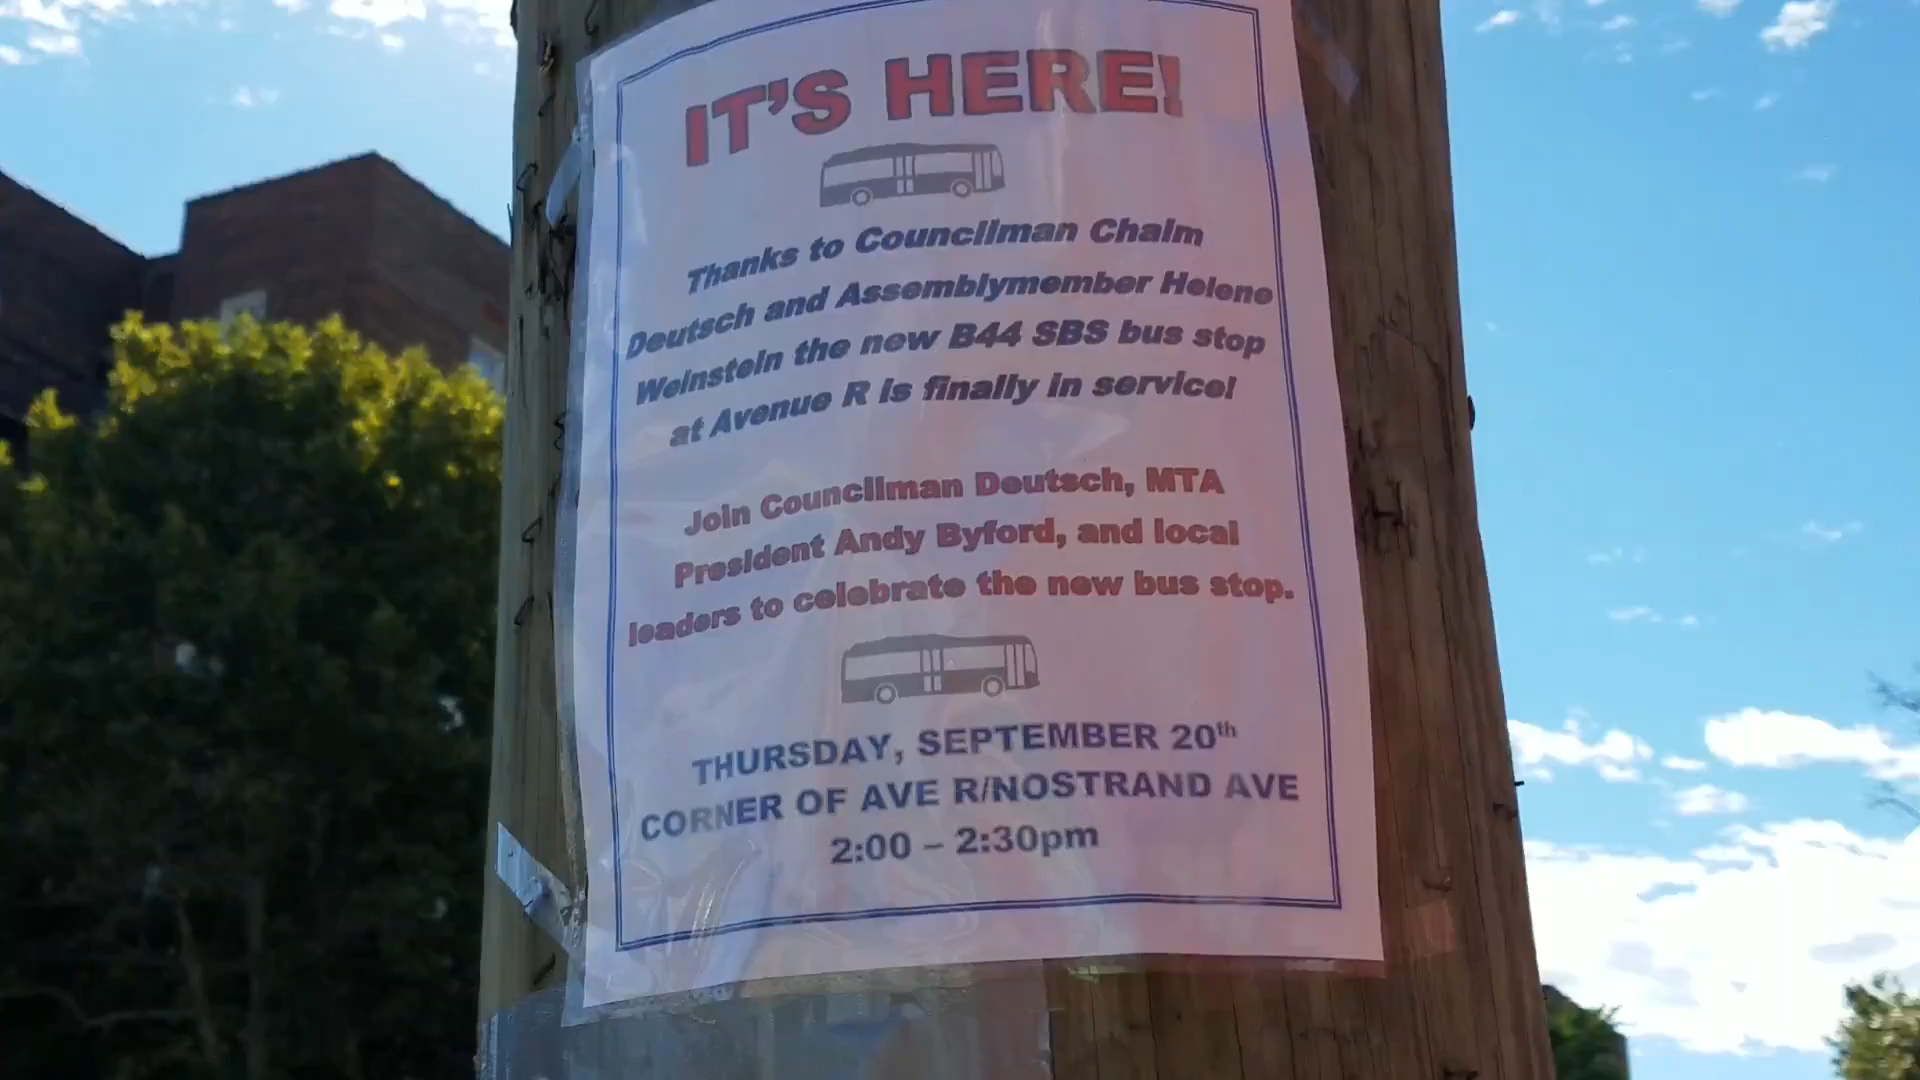 IT'S HERE!
Thanks to Councilman Chaim
Deutsch and Assemblymember Helene
Weinstein the new B44 SBS bus stop
at Avenue R is finally in service!
Join Councilman Deutsch, MTA
President Andy Byford, and local
leaders to celebrate the new bus stop.
THURSDAY, SEPTEMBER 20th
CORNER OF AVE R/NOSTRAND AVE
2:00 – 2:30pm